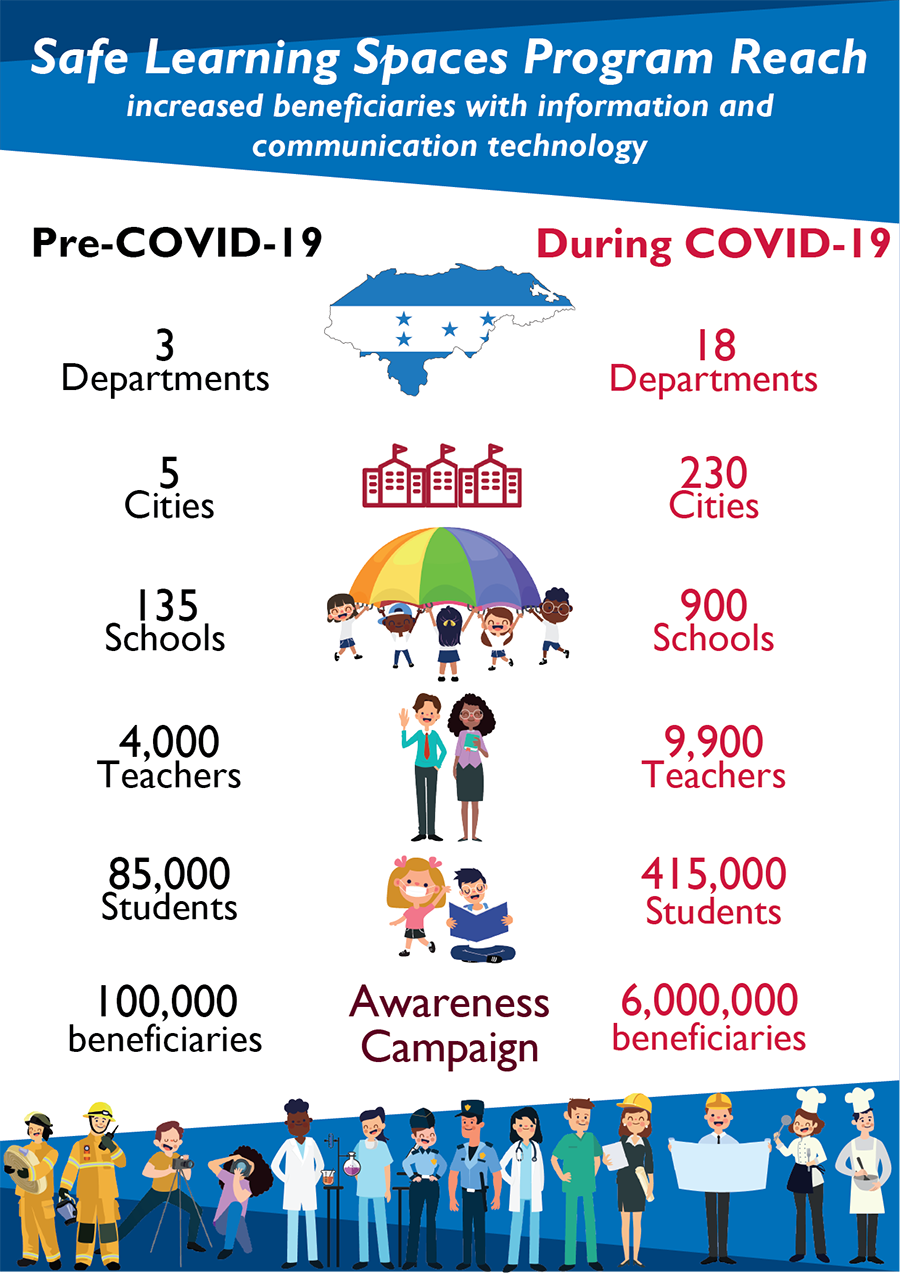 Safe Learning Spaces Program Reach
increased beneficiaries with information and
communication technology
Pre-COVID-19
During COVID-19
3
Departments
18
Departments
5
Cities
230
Cities
135
Schools
900
Schools
4,000
Teachers
9,900
Teachers
85,000
Students
415,000
Students
100,000
beneficiaries
Awareness
Campaign
6,000,000
beneficiaries